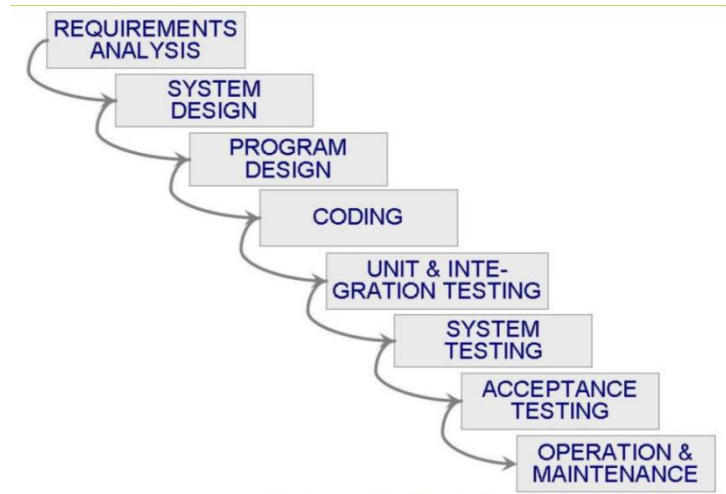 REQUIREMENTS
ANALYSIS
SYSTEM
DESIGN
PROGRAM
DESIGN
CODING
UNIT & INTE-
GRATION TESTING
SYSTEM
TESTING
ACCEPTANCE
TESTING
OPERATION &
MAINTENANCE